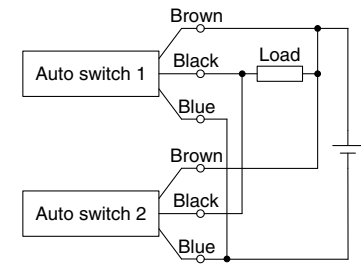 Brown
Auto switch 1
Black
Load
Blue
Brown
Auto switch 2
Black
Blue